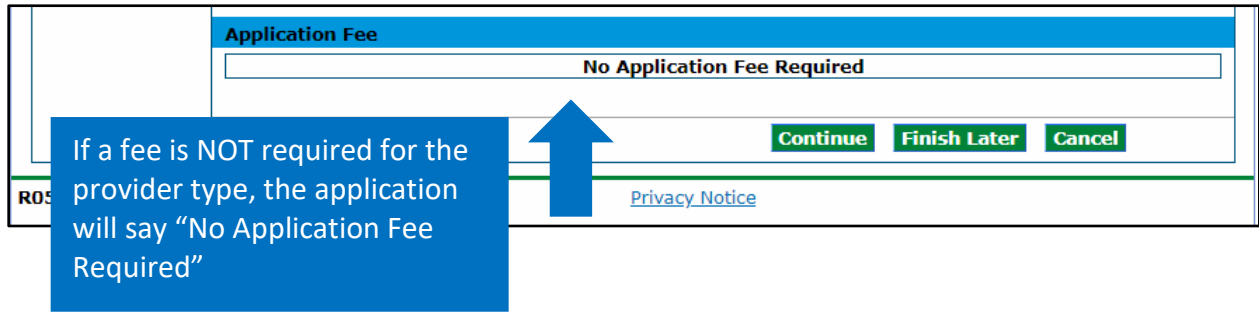 Application Fee
No Application Fee Required
Continue Finish Later Cancel
If a fee is NOT required for the
provider type, the application
will say “No Application Fee
Required”
R05
Privacy Notice